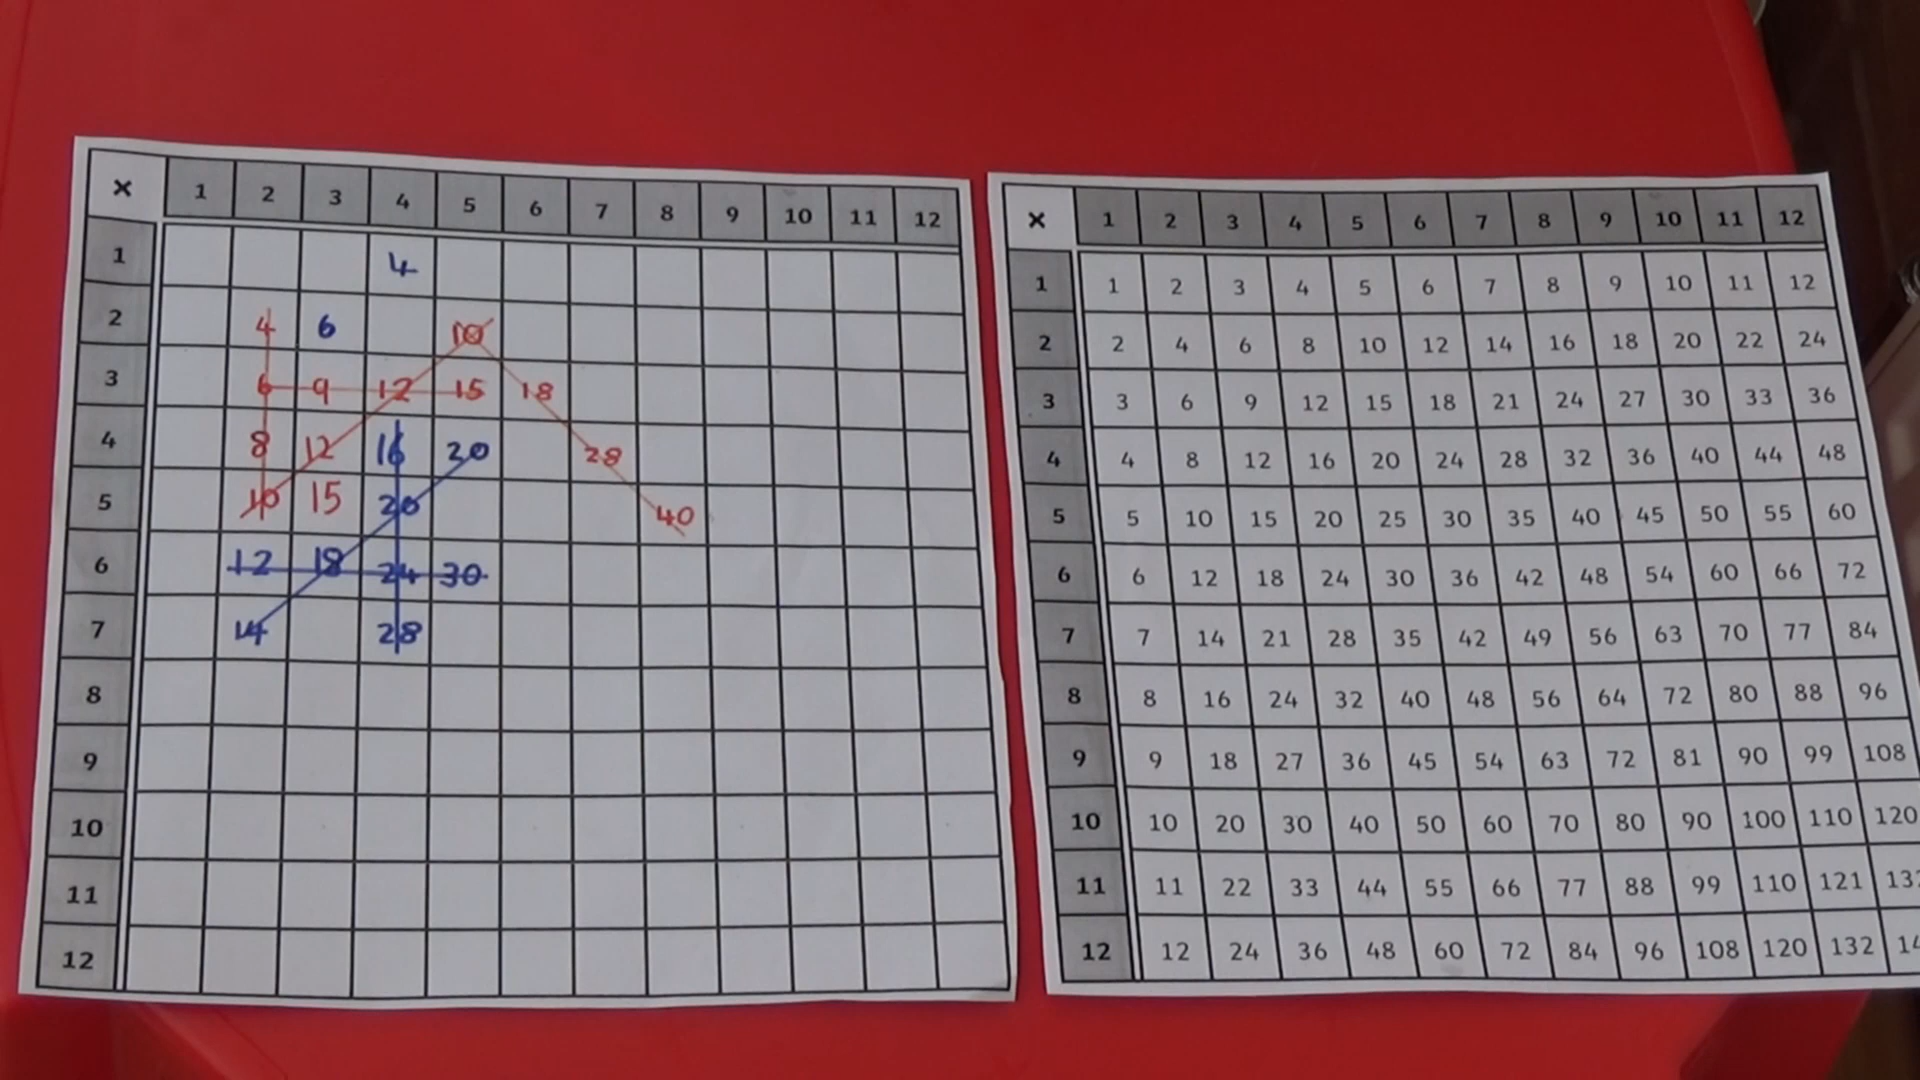 × 1 2 3 4 5 6 7 8 9 10 11 12
1 4
2 4 6 10
3 6 9 12 15 18
4 8 12 16 20 28
5 10 15 20 40
6 12 18 24 30
7 14 28
8
9
10
11
12
× 1 2 3 4 5 6 7 8 9 10 11 12
1 1 2 3 4 5 6 7 8 9 10 11 12
2 2 4 6 8 10 12 14 16 18 20 22 24
3 3 6 9 12 15 18 21 24 27 30 33 36
4 4 8 12 16 20 24 28 32 36 40 44 48
5 5 10 15 20 25 30 35 40 45 50 55 60
6 6 12 18 24 30 36 42 48 54 60 66 72
7 7 14 21 28 35 42 49 56 63 70 77 84
8 8 16 24 32 40 48 56 64 72 80 88 96
9 9 18 27 36 45 54 63 72 81 90 99 108
10 10 20 30 40 50 60 70 80 90 100 110 120
11 11 22 33 44 55 66 77 88 99 110 121
12 12 24 36 48 60 72 84 96 108 120 132